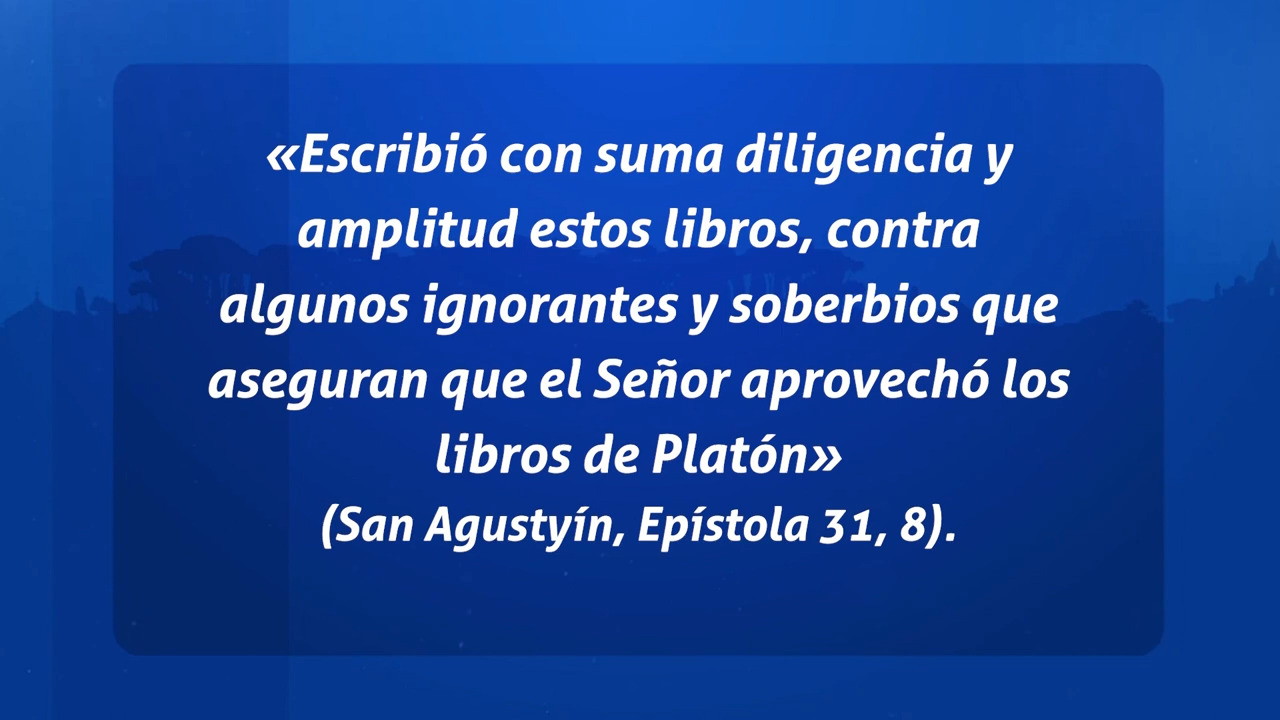 «Escribió con suma diligencia y
amplitud estos libros, contra
algunos ignorantes y soberbios que
aseguran que el Señor aprovechó los
libros de Platón»
(San Agustyín, Epístola 31, 8).